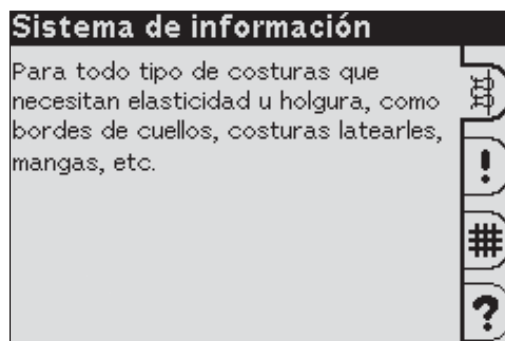 Sistema de información
Para todo tipo de costuras que
necesitan elasticidad u holgura, como
bordes de cuellos, costuras latearles,
mangas, etc.
!
?